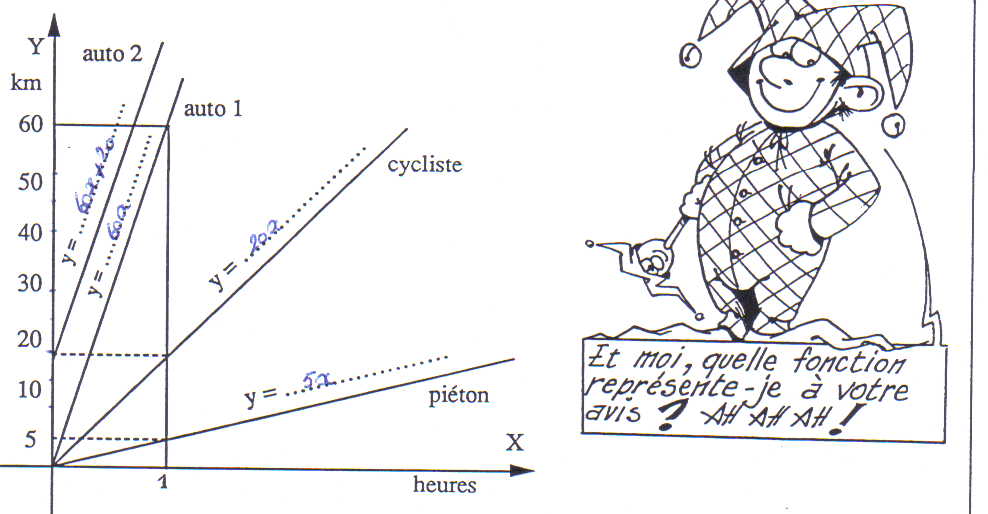 Y
km
auto 2
auto 1
60
50
40
30
20
10
5
y = 60x+20
y = 60x
cycliste
y = 20x
y = 5x
piéton
X
1
heures
Et moi, quelle fonction
représente-je à votre
avis ? AH AH AH !